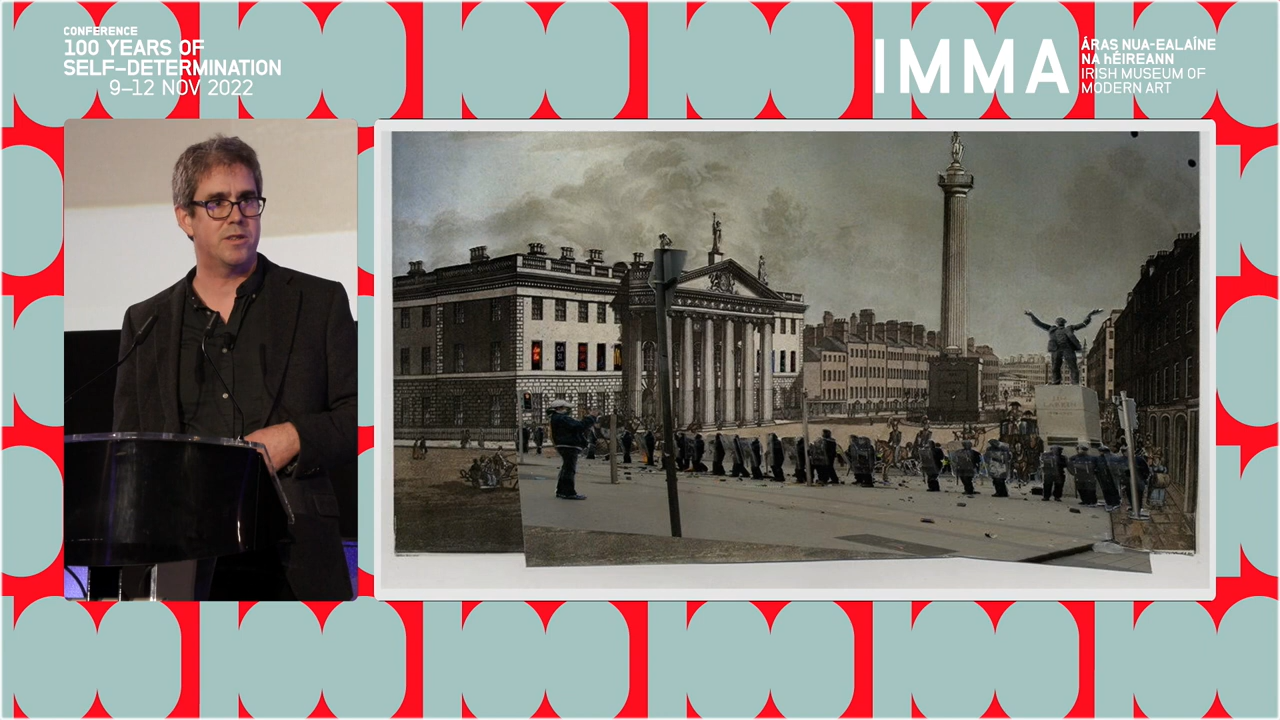 CONFERENCE
100 YEARS OF
SELF–DETERMINATION
9–12 NOV 2022
IMMA
ÁRAS NUA-EALAÍNE
NA hÉIREANN
IRISH MUSEUM OF
MODERN ART